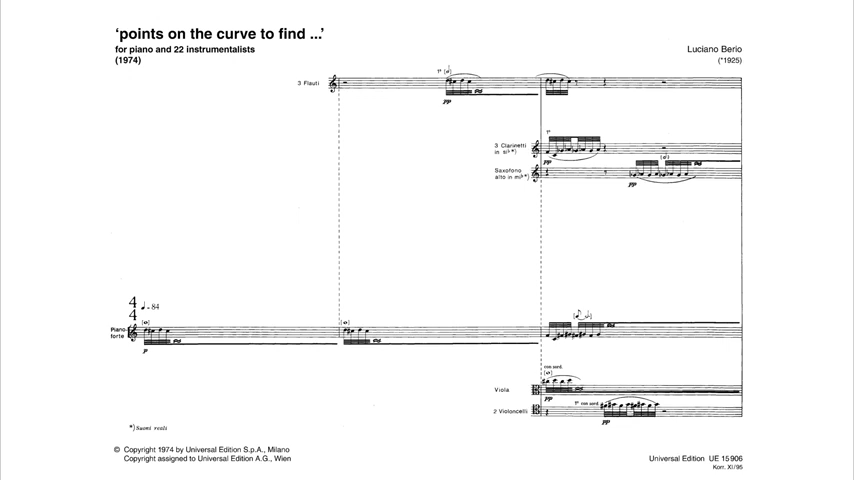 ‘points on the curve to find ...’
for piano and 22 instrumentalists
(1974)
Luciano Berio
(*1925)
3 Flauti
1º
pp
3 Clarinetti
in si♭*)
1º
pp
Saxofono
alto in mi♭*)
pp
4
4
♩=84
Piano-
forte
p
con sord.
Viola
pp
1º con sord.
2 Violoncelli
pp
*) Suoni reali
© Copyright 1974 by Universal Edition S.p.A., Milano
Copyright assigned to Universal Edition A.G., Wien
Universal Edition UE 15906
Korr. XI/95